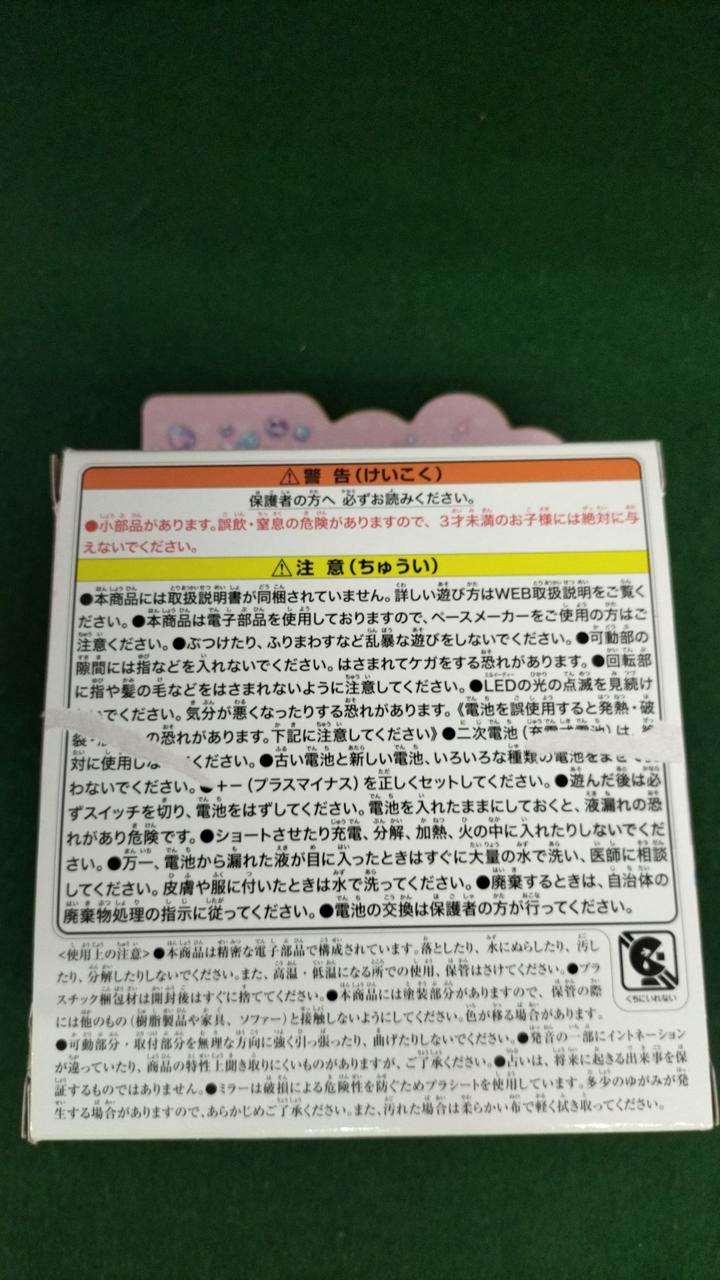 ⚠警告(けいこく)
保護者の方へ 必ずお読みください。
●小部品があります。誤飲・窒息の危険がありますので、3才未満のお子様には絶対に与
えないでください。
⚠注意(ちゅうい)
●本商品には取扱説明書が同梱されていません。詳しい遊び方はWEB取扱説明をご覧く
ださい。●本商品は電子部品を使用しておりますので、ペースメーカーをご使用の方はご
注意ください。●ぶつけたり、ふりまわすなど乱暴な遊びをしないでください。●可動部の
隙間には指などを入れないでください。はさまれてケガをする恐れがあります。●回転部
に指や髪の毛などをはさまれないように注意してください。●LEDの光の点滅を見続け
いでください。気分が悪くなったりする恐れがあります。《電池を誤使用すると発熱・破
の恐れがあります。下記に注意してください》●二次電池(充電式電池)は、
対に使用しな ください。●古い電池と新しい電池、いろいろな種類の電池をまぜて
わないでください。●+-(プラスマイナス)を正しくセットしてください。●遊んだ後は必
ずスイッチを切り、電池をはずしてください。電池を入れたままにしておくと、液漏れの恐
れがあり危険です。●ショートさせたり充電、分解、加熱、火の中に入れたりしないでくだ
さい。●万一、電池から漏れた液が目に入ったときはすぐに大量の水で洗い、医師に相談
してください。皮膚や服に付いたときは水で洗ってください。●廃棄するときは、自治体の
廃棄物処理の指示に従ってください。●電池の交換は保護者の方が行ってください。
<使用上の注意>●本商品は精密な電子部品で構成されています。落としたり、水にぬらしたり、汚し
たり、分解したりしないでください。また、高温・低温になる所での使用、保管はさけてください。●プラ
スチック梱包材は開封後はすぐに捨ててください。●本商品には塗装部分がありますので、保管の際
には他のもの(樹脂製品や家具、ソファー)と接触しないようにしてください。色が移る場合があります。
●可動部分・取付部分を無理な方向に強く引っ張ったり、曲げたりしないでください。●発音の一部にイントネーション
が違っていたり、商品の特性上聞き取りにくいものがありますが、ご了承ください。●占いは、将来に起きる出来事を保
証するものではありません。●ミラーは破損による危険性を防ぐためプラシートを使用しています。多少のゆがみが発
生する場合がありますので、あらかじめご了承ください。また、汚れた場合は柔らかい布で軽く拭き取ってください。
くちにいれない